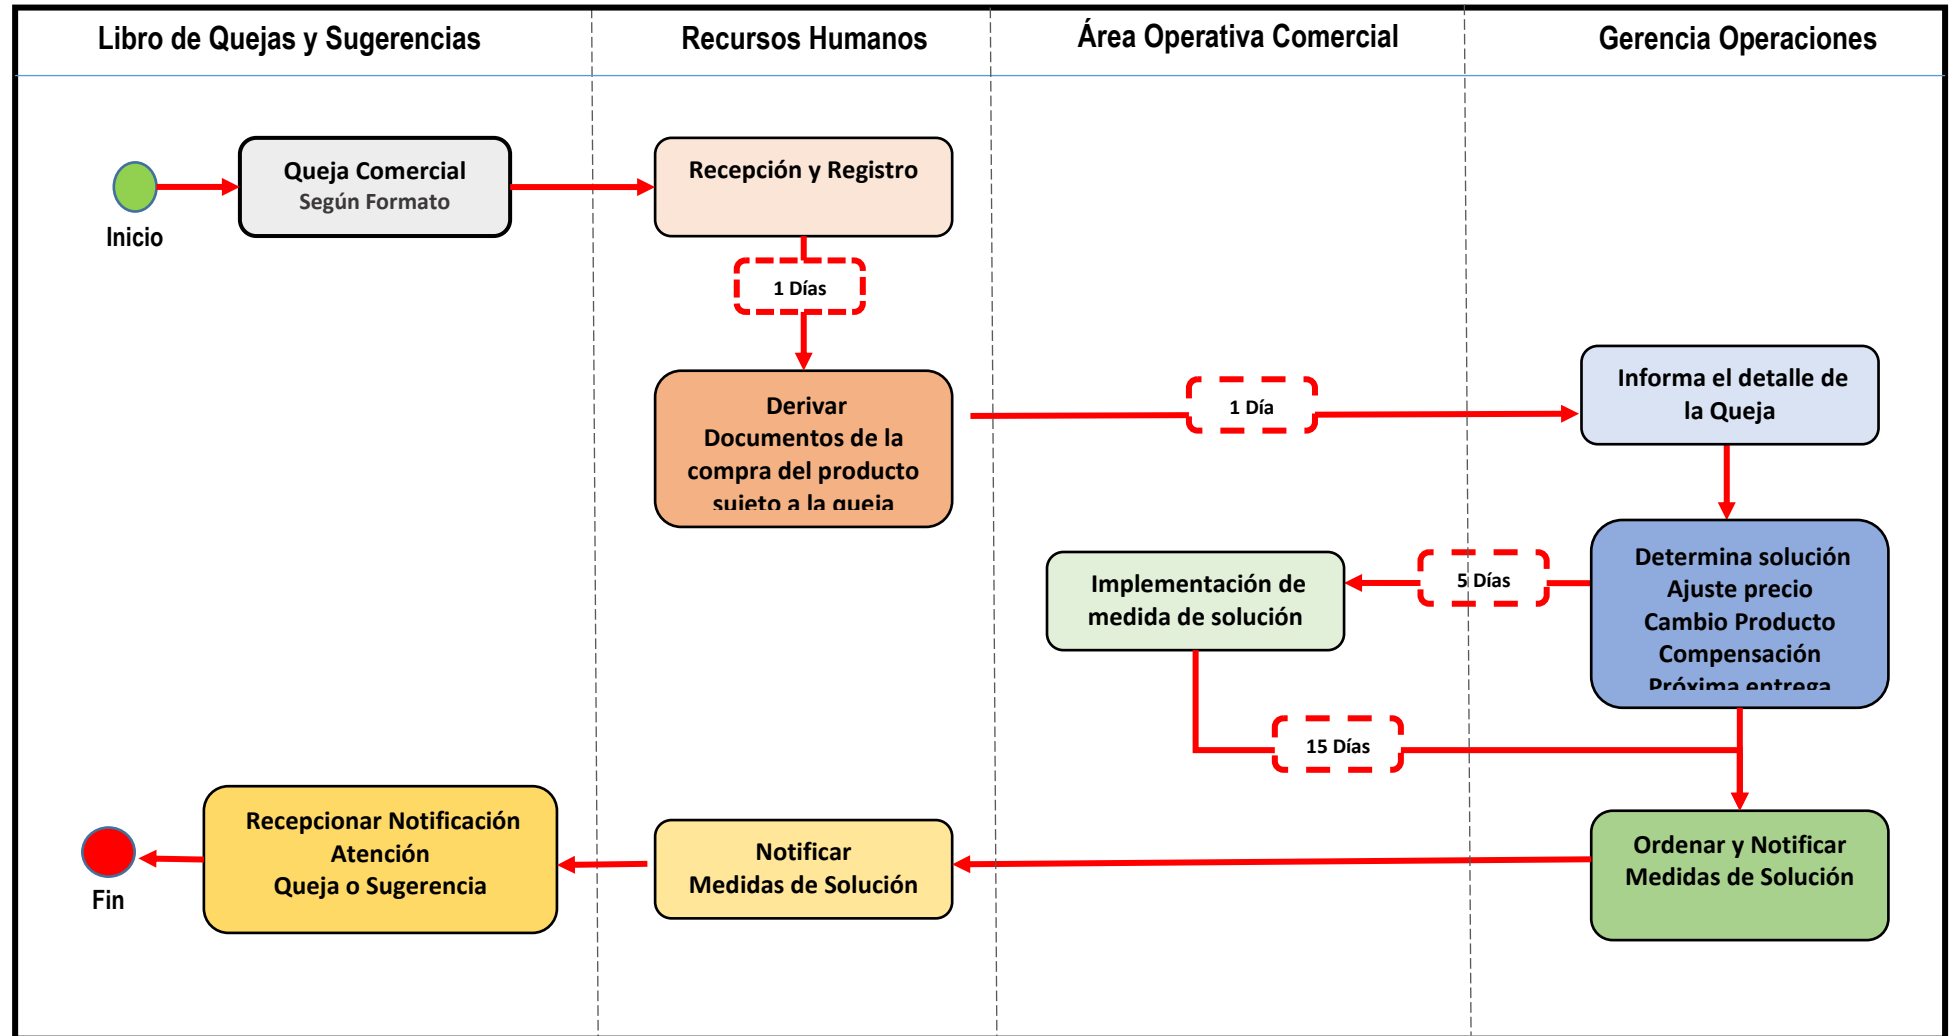 Libro de Quejas y Sugerencias
Recursos Humanos
Área Operativa Comercial
Gerencia Operaciones
Queja Comercial
Según Formato
Inicio
Recepción y Registro
1 Días
Derivar
Documentos de la
compra del producto
sujeto a la queja
1 Día
Informa el detalle de
la Queja
Determina solución
Ajuste precio
Cambio Producto
Compensación
Próxima entrega
5 Días
Implementación de
medida de solución
15 Días
Ordenar y Notificar
Medidas de Solución
Notificar
Medidas de Solución
Recepcionar Notificación
Atención
Queja o Sugerencia
Fin